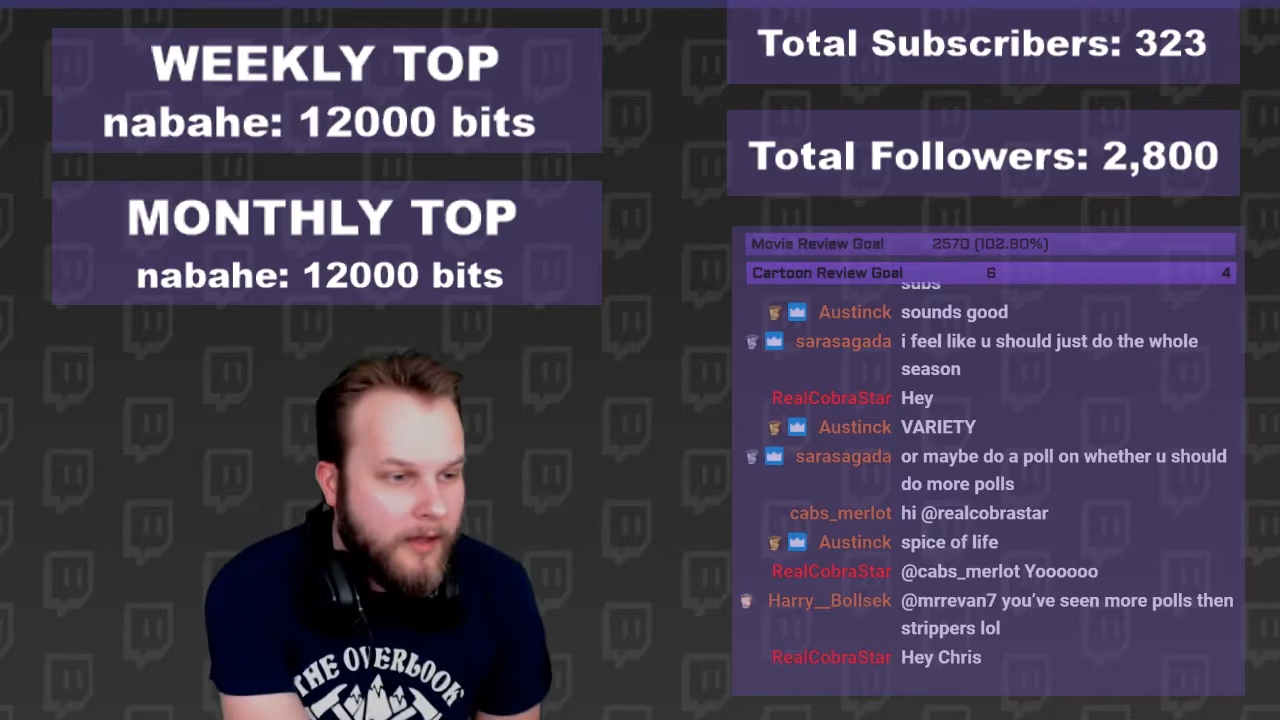 WEEKLY TOP
nabahe: 12000 bits
MONTHLY TOP
nabahe: 12000 bits
Total Subscribers: 323
Total Followers: 2,800
Movie Review Goal 2570 (102.80%)
Cartoon Review Goal 6 4
subs
Austinck sounds good
sarasagada i feel like u should just do the whole
season
RealCobraStar Hey
Austinck VARIETY
sarasagada or maybe do a poll on whether u should
do more polls
cabs_merlot hi @realcobrastar
Austinck spice of life
RealCobraStar @cabs_merlot Yoooooo
Harry__Bollsek @mrrevan7 you’ve seen more polls then
strippers lol
RealCobraStar Hey Chris
THE OVERLOOK